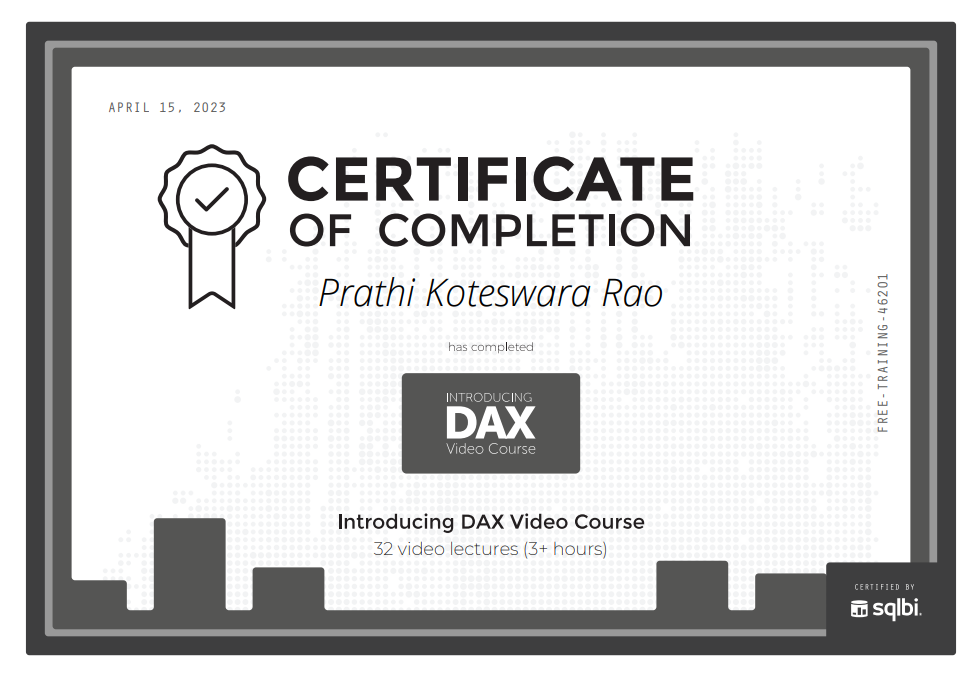 APRIL 15, 2023
CERTIFICATE
OF COMPLETION
Prathi Koteswara Rao
has completed
INTRODUCING
DAX
Video Course
Introducing DAX Video Course
32 video lectures (3+ hours)
FREE-TRAINING-46201
CERTIFIED BY
sqlbi.